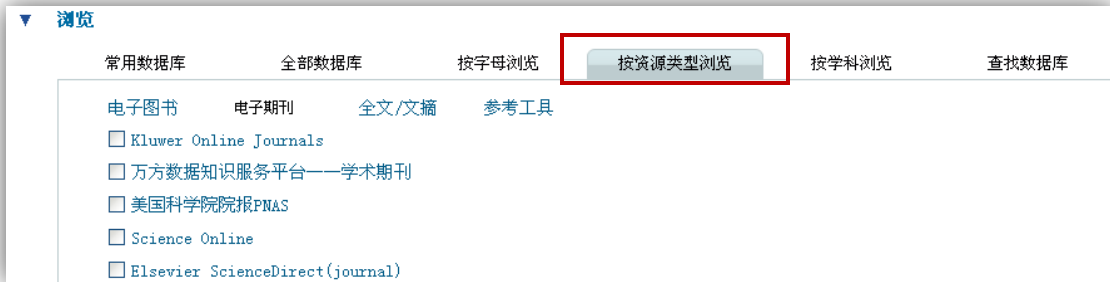 浏览
常用数据库 全部数据库 按字母浏览 按资源类型浏览 按学科浏览 查找数据库
电子图书 电子期刊 全文/文摘 参考工具
Kluwer Online Journals
万方数据知识服务平台——学术期刊
美国科学院院报PNAS
Science Online
Elsevier ScienceDirect(journal)